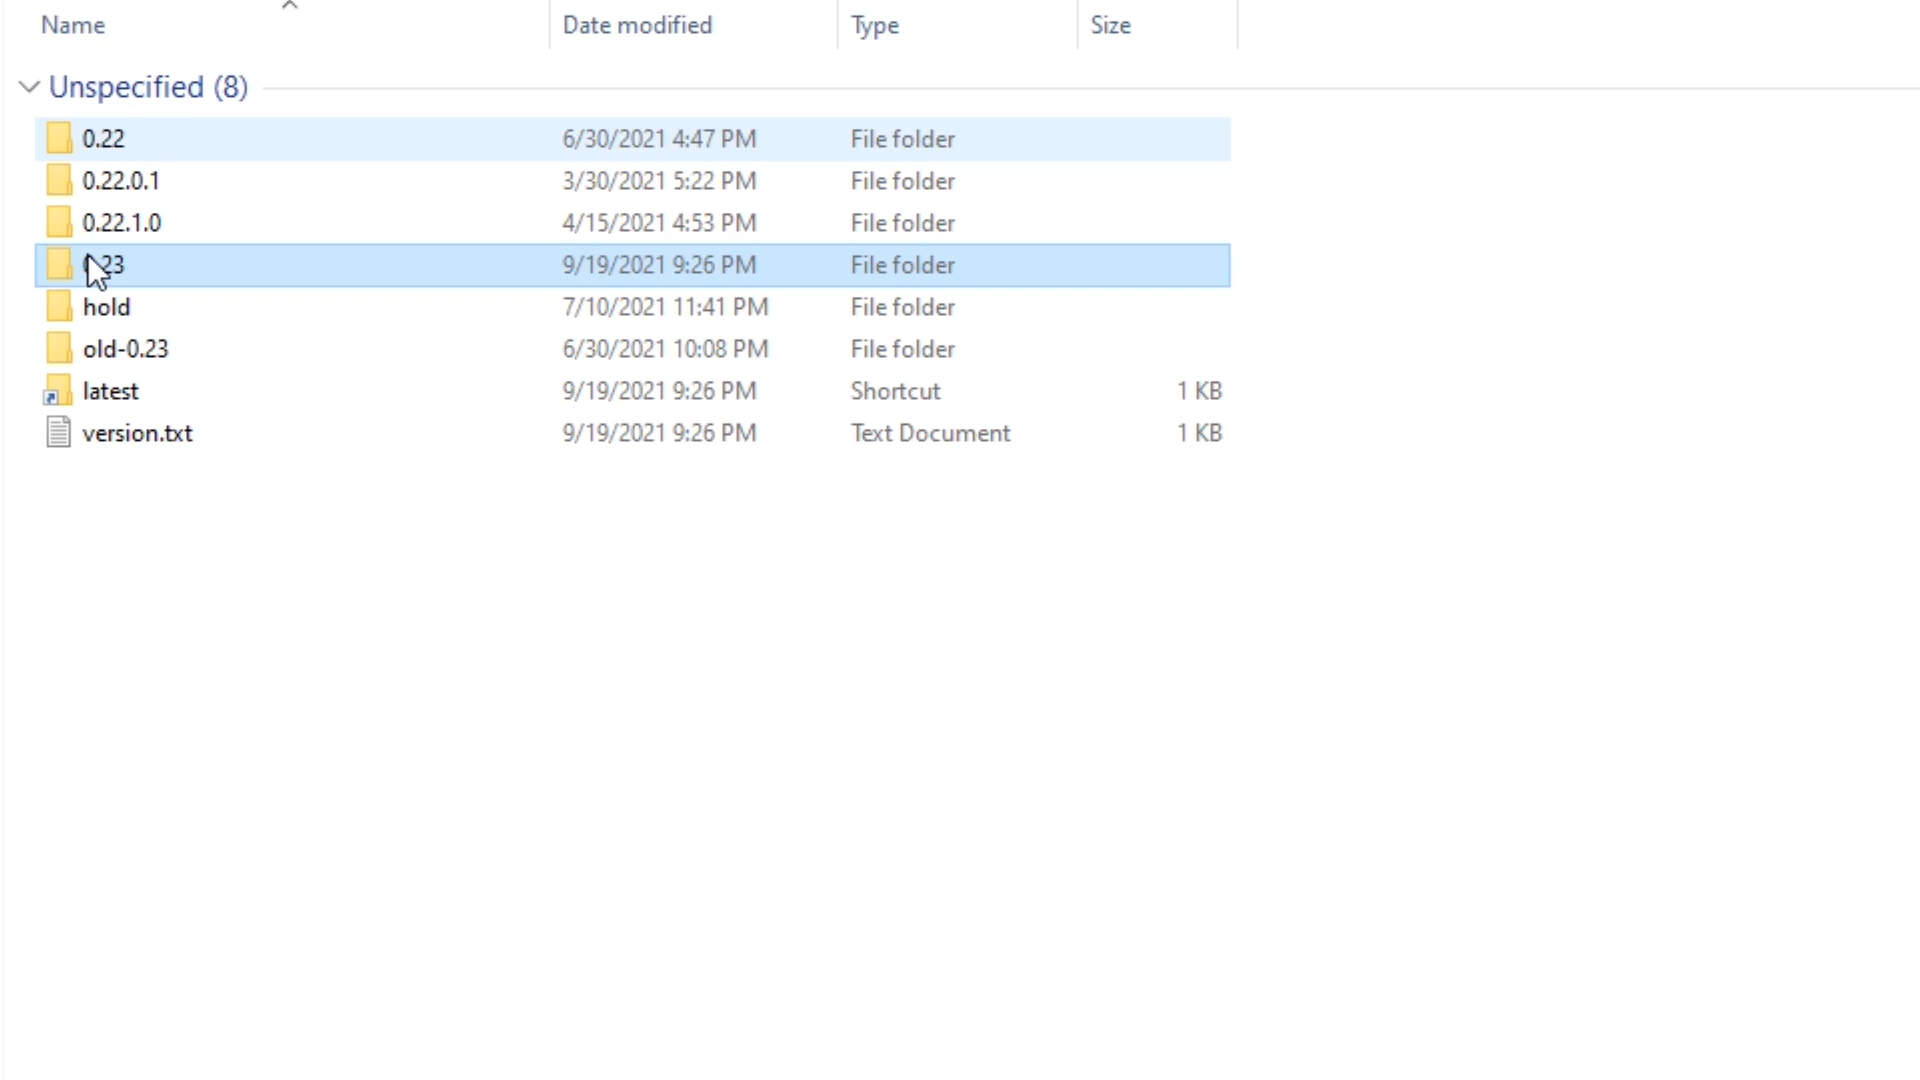 Name Date modified Type Size
Unspecified (8)
0.22 6/30/2021 4:47 PM File folder
0.22.0.1 3/30/2021 5:22 PM File folder
0.22.1.0 4/15/2021 4:53 PM File folder
0.23 9/19/2021 9:26 PM File folder
hold 7/10/2021 11:41 PM File folder
old-0.23 6/30/2021 10:08 PM File folder
latest 9/19/2021 9:26 PM Shortcut 1 KB
version.txt 9/19/2021 9:26 PM Text Document 1 KB